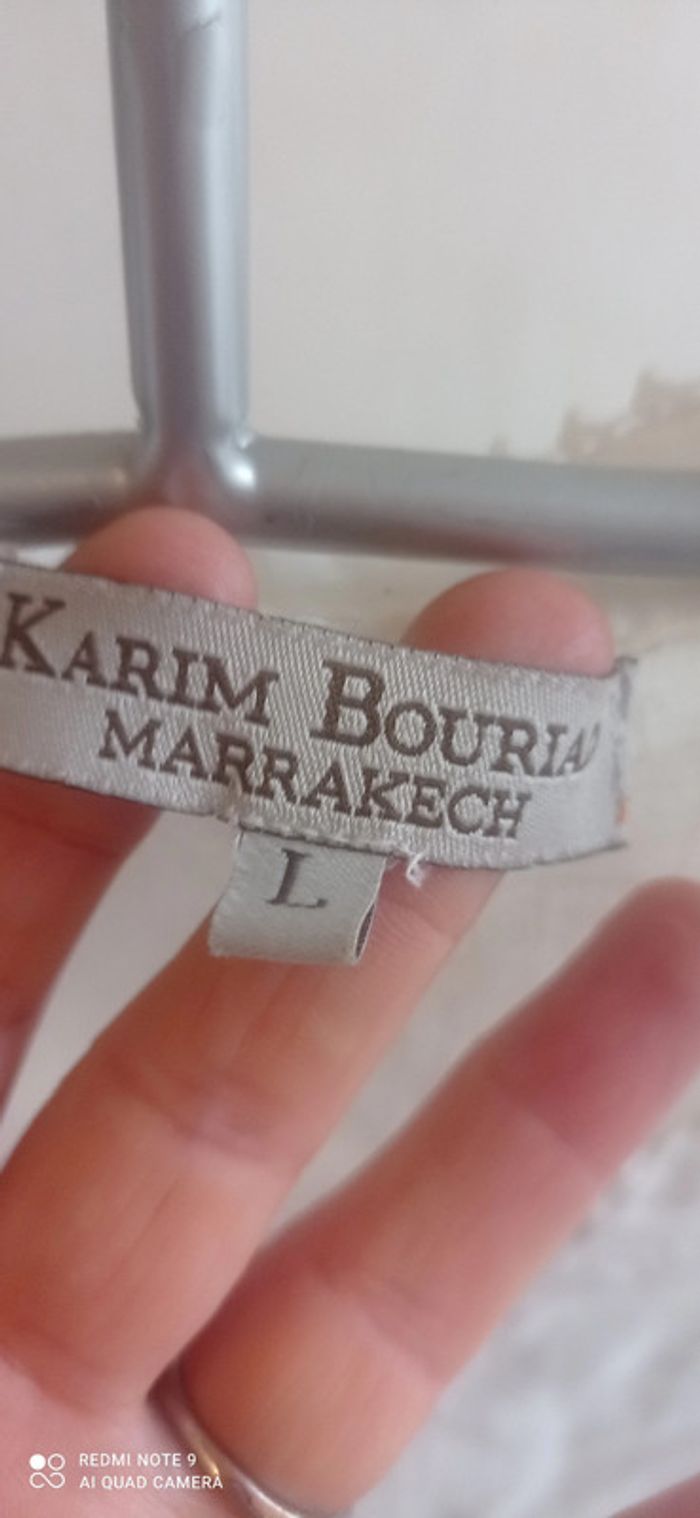 KARIM BOURIAD
MARRAKECH
L
REDMI NOTE 9
AI QUAD CAMERA